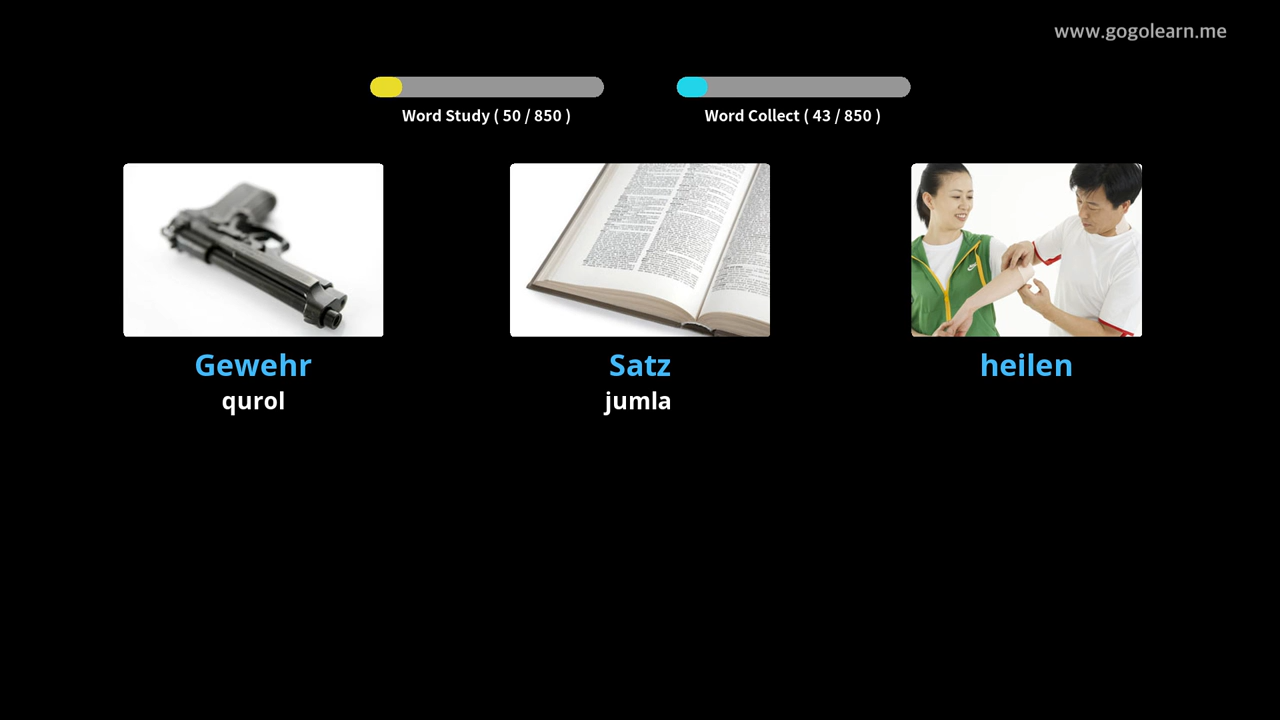 www.gogolearn.me
Word Study ( 50 / 850 )
Word Collect ( 43 / 850 )
Gewehr
qurol
Satz
jumla
heilen